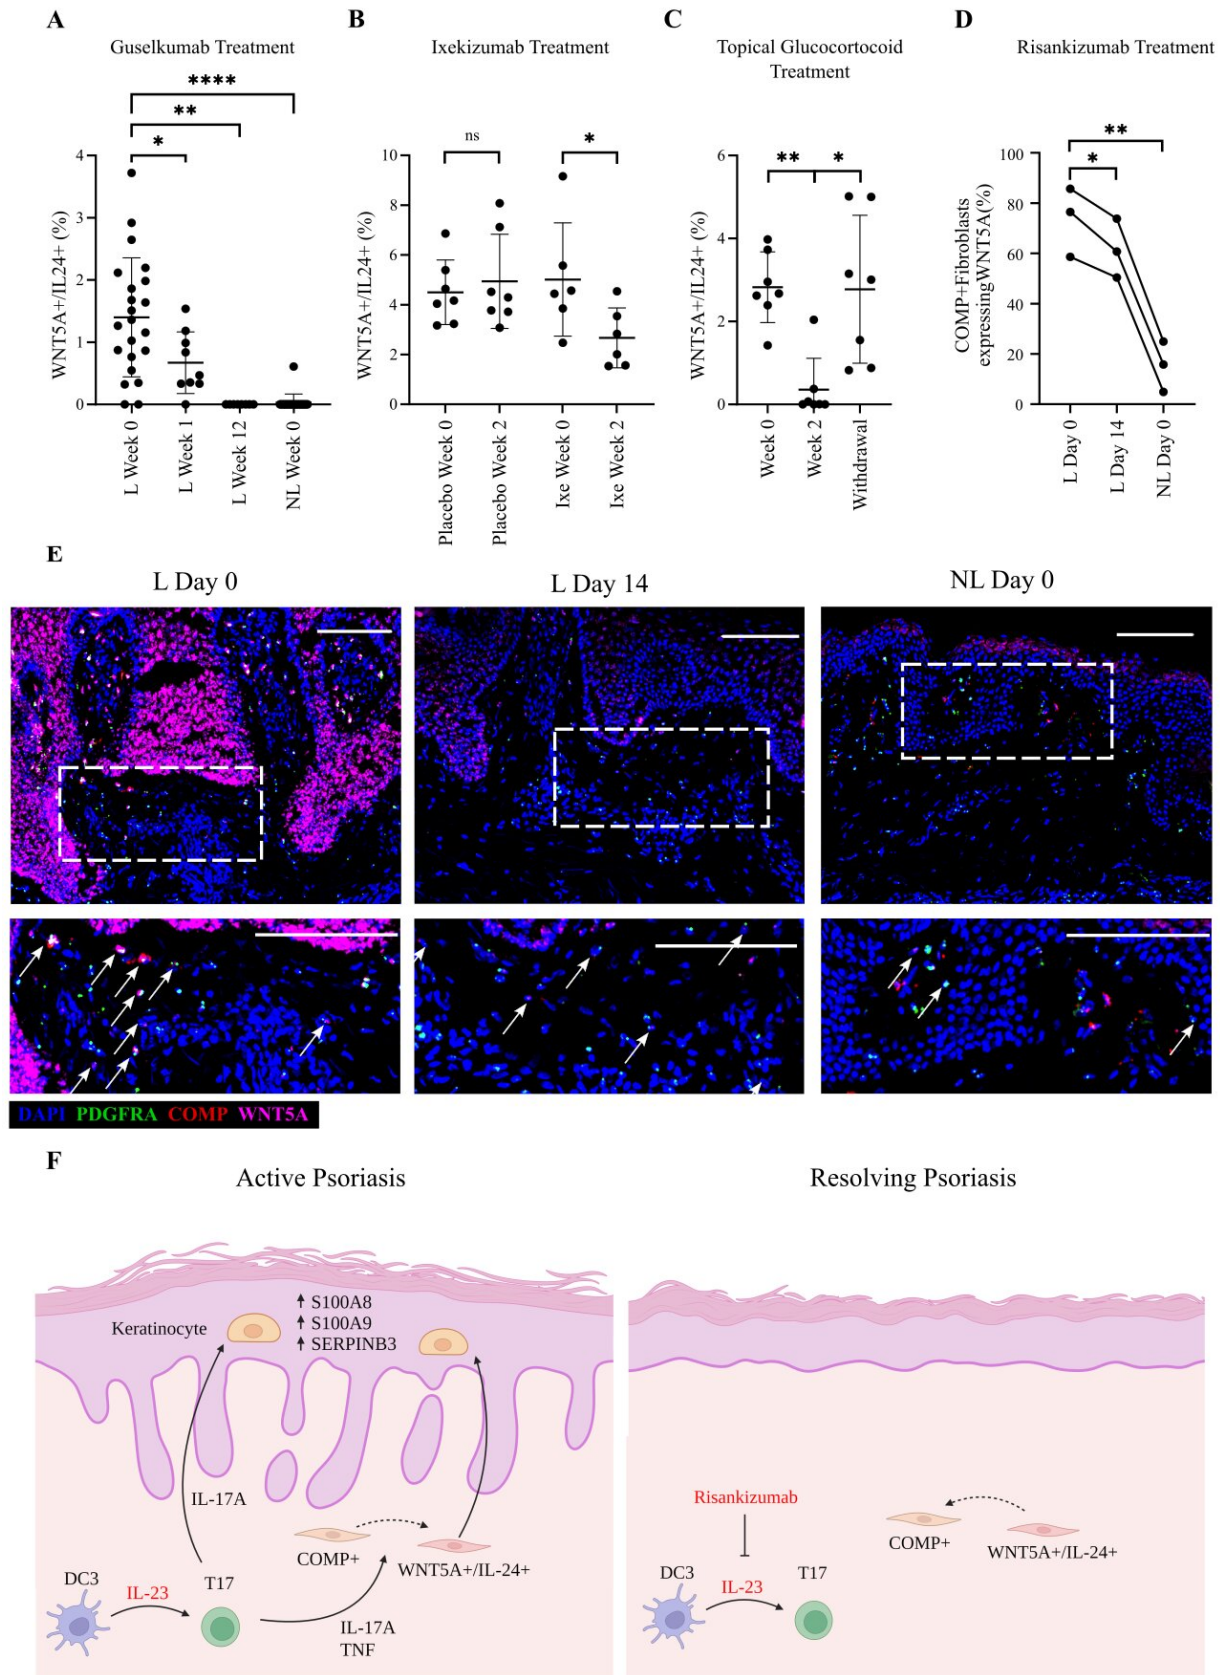 A
Guselkumab Treatment
****
**
*
WNT5A+/IL24+ (%)
4
3
2
1
0
L Week 0
L Week 1
L Week 12
NL Week 0
B
Ixekizumab Treatment
ns
*
WNT5A+/IL24+ (%)
10
8
6
4
2
0
Placebo Week 0
Placebo Week 2
Ixe Week 0
Ixe Week 2
C
Topical Glucocortocoid
Treatment
** *
WNT5A+/IL24+ (%)
6
4
2
0
Week 0
Week 2
Withdrawal
D
Risankizumab Treatment
**
*
COMP+Fibroblasts
expressingWNT5A(%)
100
80
60
40
20
0
L Day 0
L Day 14
NL Day 0
E
L Day 0
L Day 14
NL Day 0
DAPI PDGFRA COMP WNT5A
F
Active Psoriasis
Keratinocyte
S100A8
S100A9
SERPINB3
IL-17A
COMP+
WNT5A+/IL-24+
DC3
IL-23
T17
IL-17A
TNF
Resolving Psoriasis
Risankizumab
COMP+
WNT5A+/IL-24+
DC3
IL-23
T17